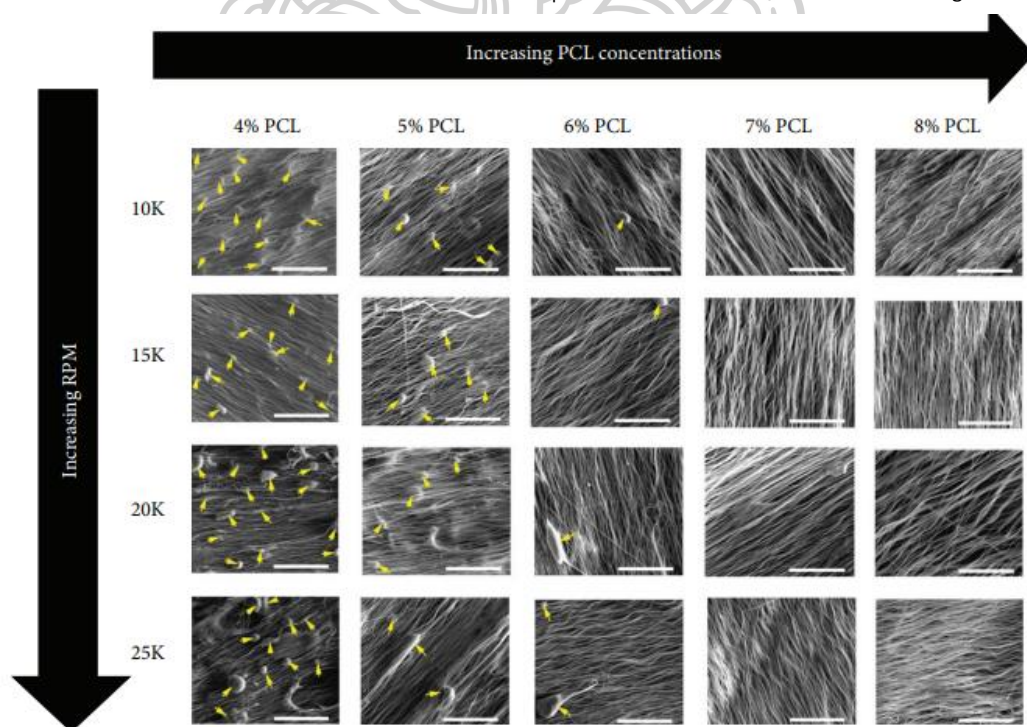 Increasing PCL concentrations
4% PCL 5% PCL 6% PCL 7% PCL 8% PCL
Increasing RPM
10K
15K
20K
25K